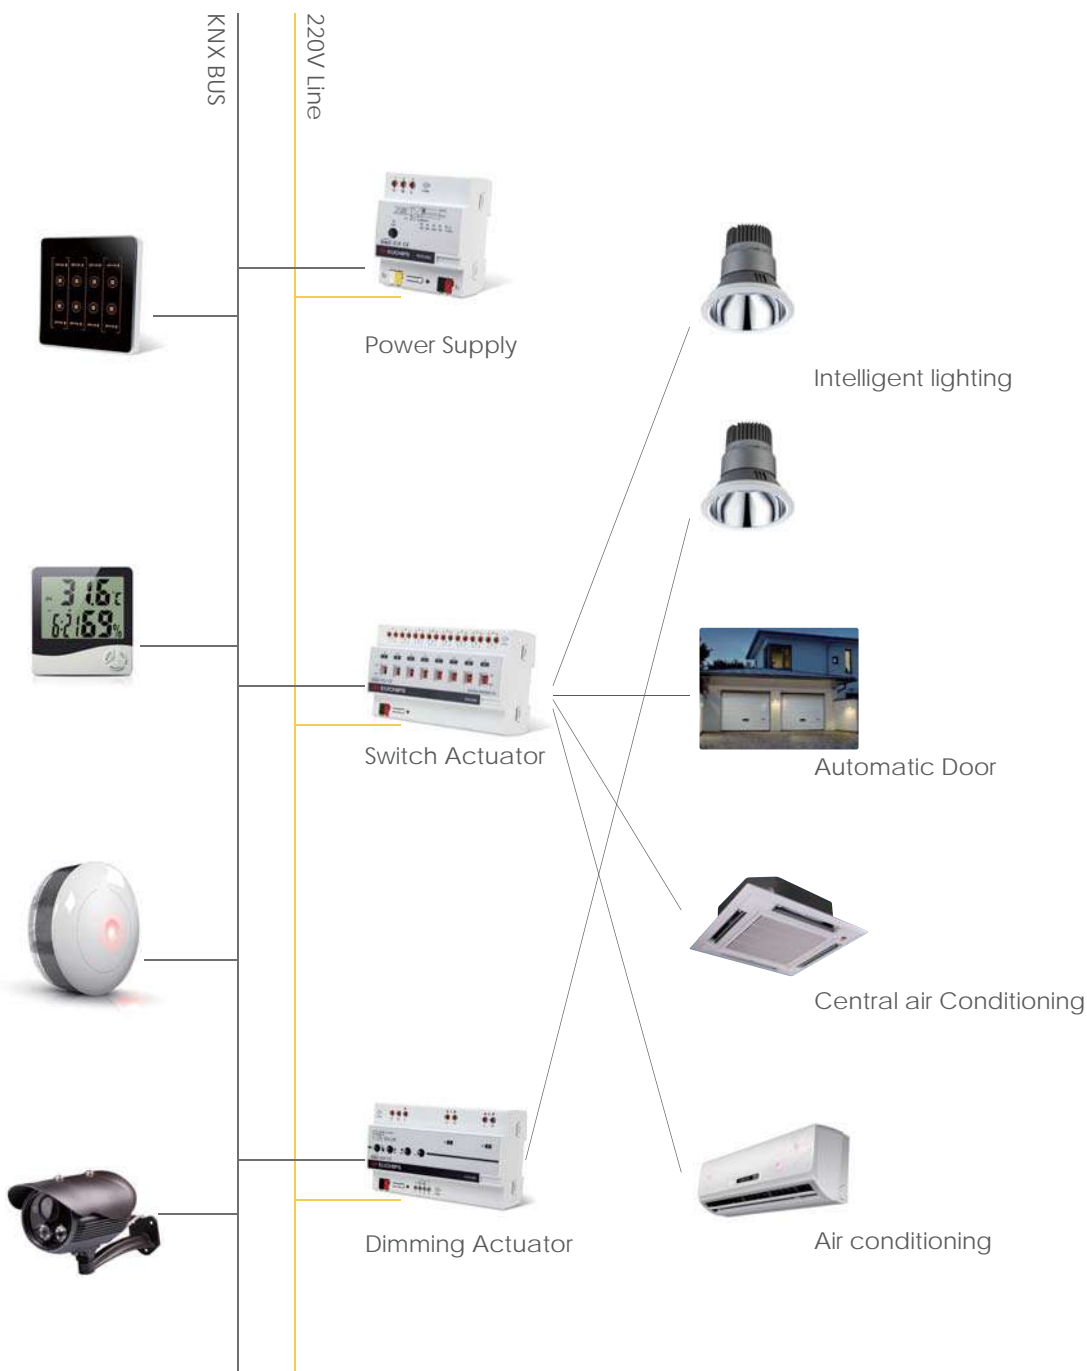 KNX BUS
220V Line
Power Supply
Intelligent lighting
31.6
69%
Switch Actuator
Automatic Door
Central air Conditioning
Dimming Actuator
Air conditioning